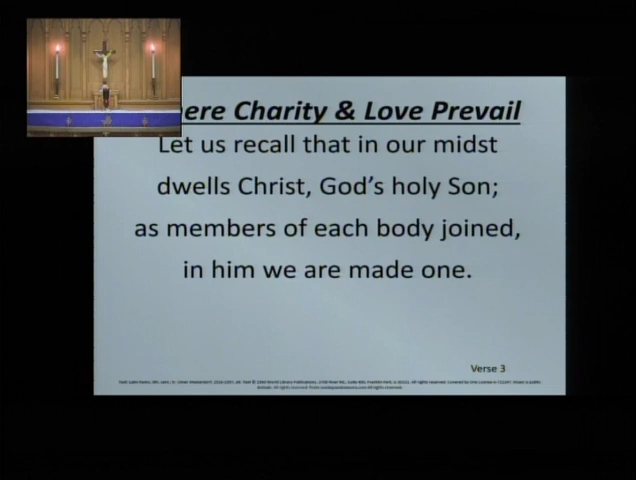 ere Charity & Love Prevail
Let us recall that in our midst
dwells Christ, God's holy Son;
as members of each body joined,
in him we are made one.
Verse 3